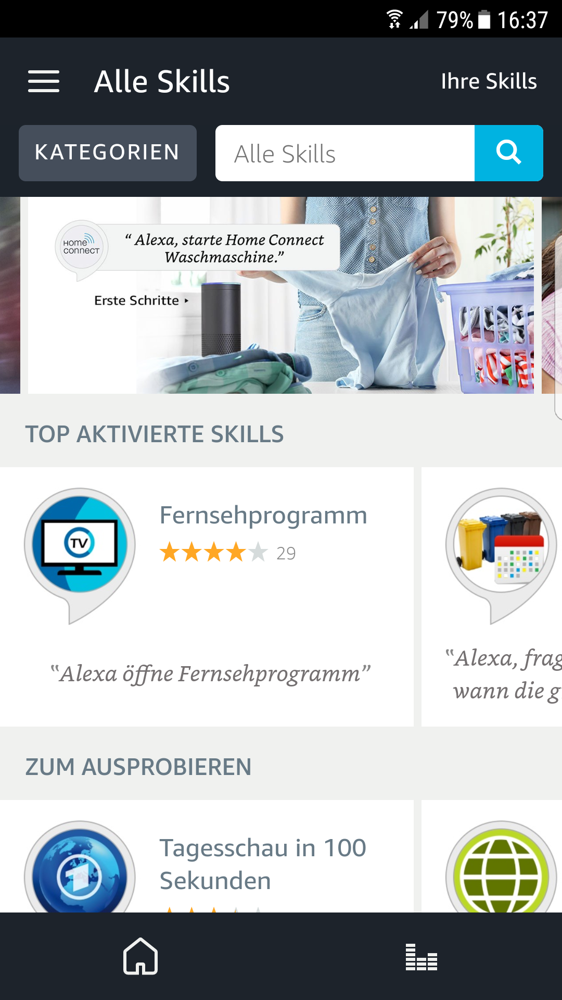 79% 16:37
Alle Skills
Ihre Skills
KATEGORIEN
Alle Skills
HOME
CONNECT
“ Alexa, starte Home Connect
Waschmaschine.”
Erste Schritte ▸
TOP AKTIVIERTE SKILLS
TV
Fernsehprogramm
29
“Alexa öffne Fernsehprogramm”
“Alexa, frag
wann die g
ZUM AUSPROBIEREN
1
Tagesschau in 100
Sekunden